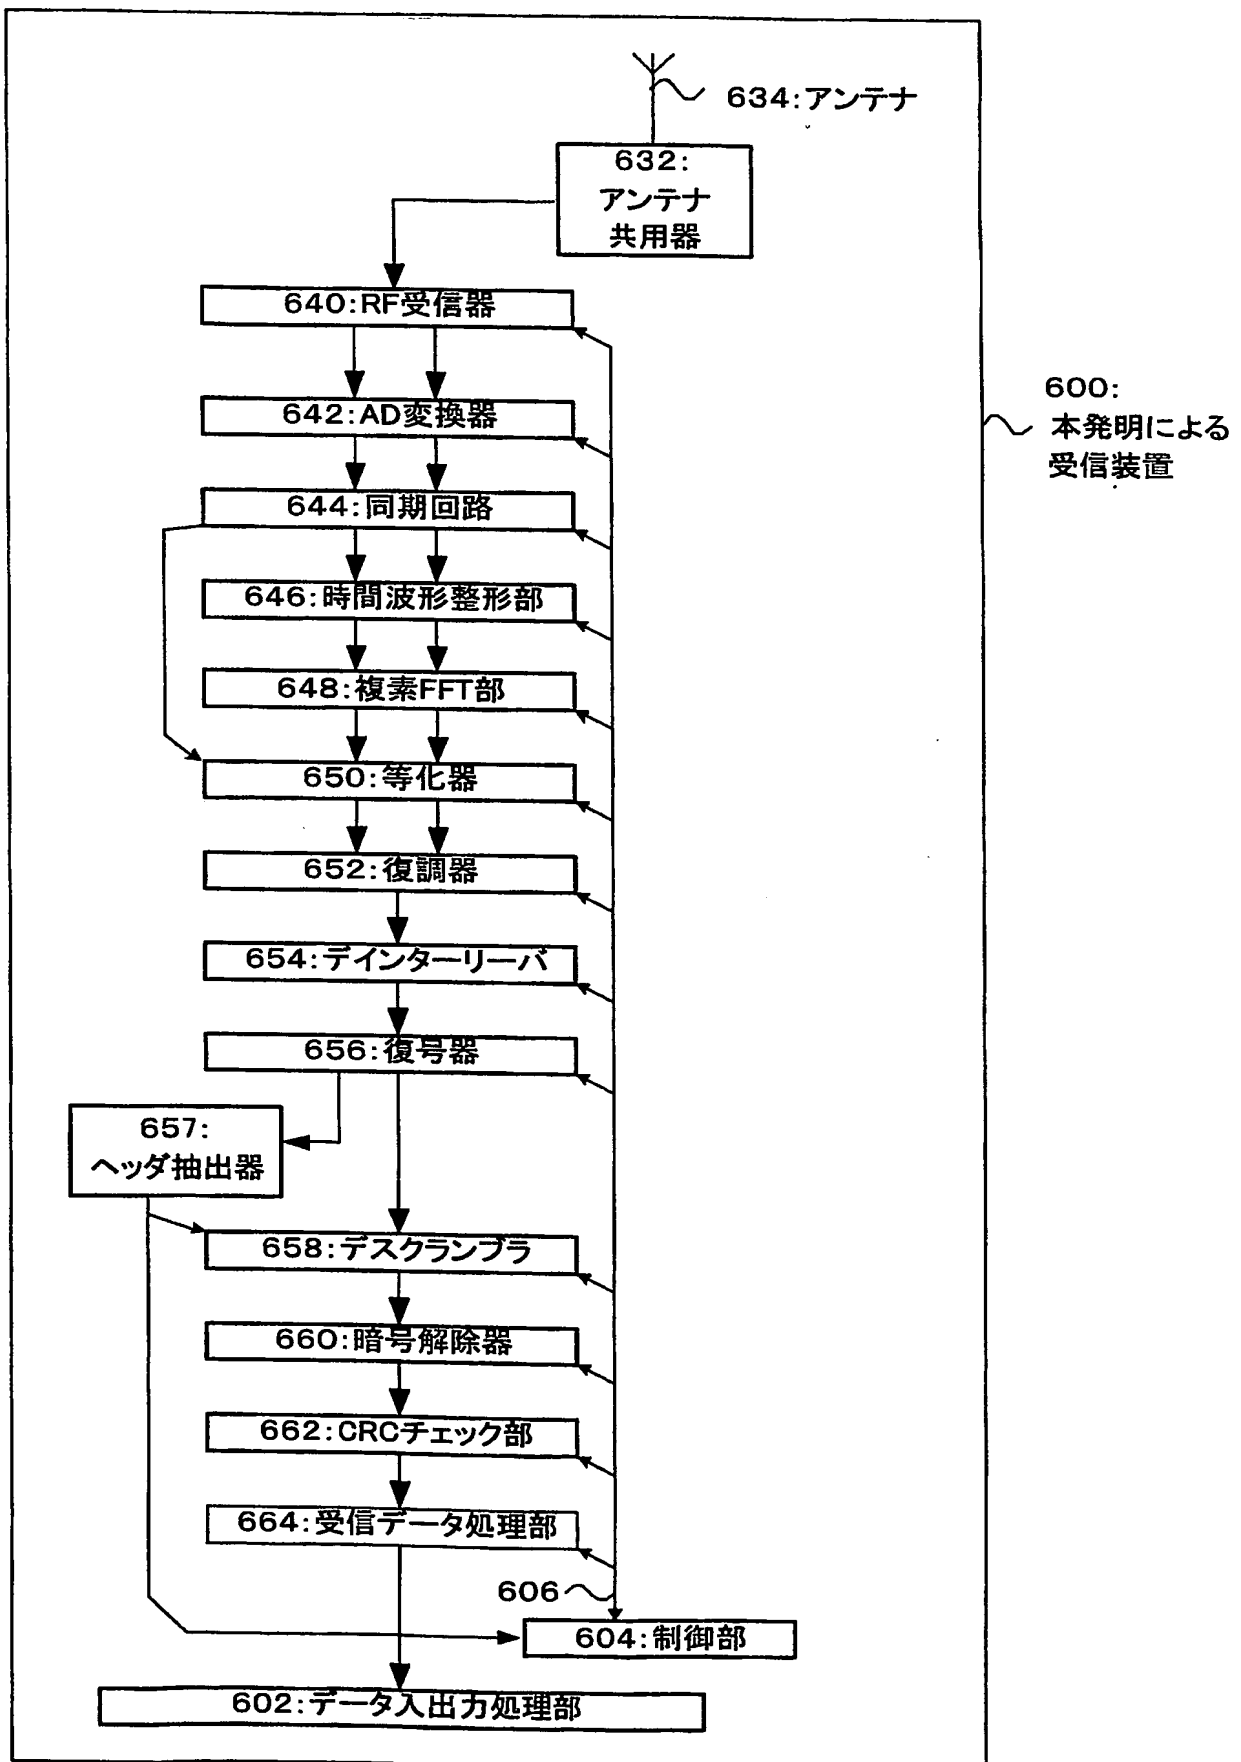 634:アンテナ
632:
アンテナ
共用器
640:RF受信器
600:
本発明による
受信装置
642:AD変換器
644:同期回路
646:時間波形整形部
648:複素FFT部
650:等化器
652:復調器
654:デインターリーバ
656:復号器
657:
ヘッダ抽出器
658:デスクランブラ
660:暗号解除器
662:CRCチェック部
664:受信データ処理部
606
604:制御部
602:データ入出力処理部